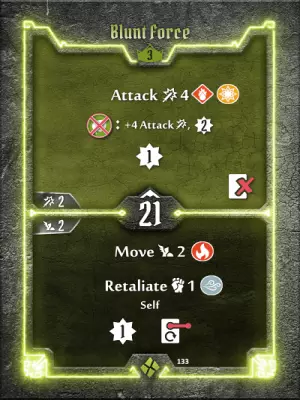 Blunt Force
3
Attack 4
: +4 Attack, 2
1
2
21
2
Move 2
Retaliate 1
Self
1
133